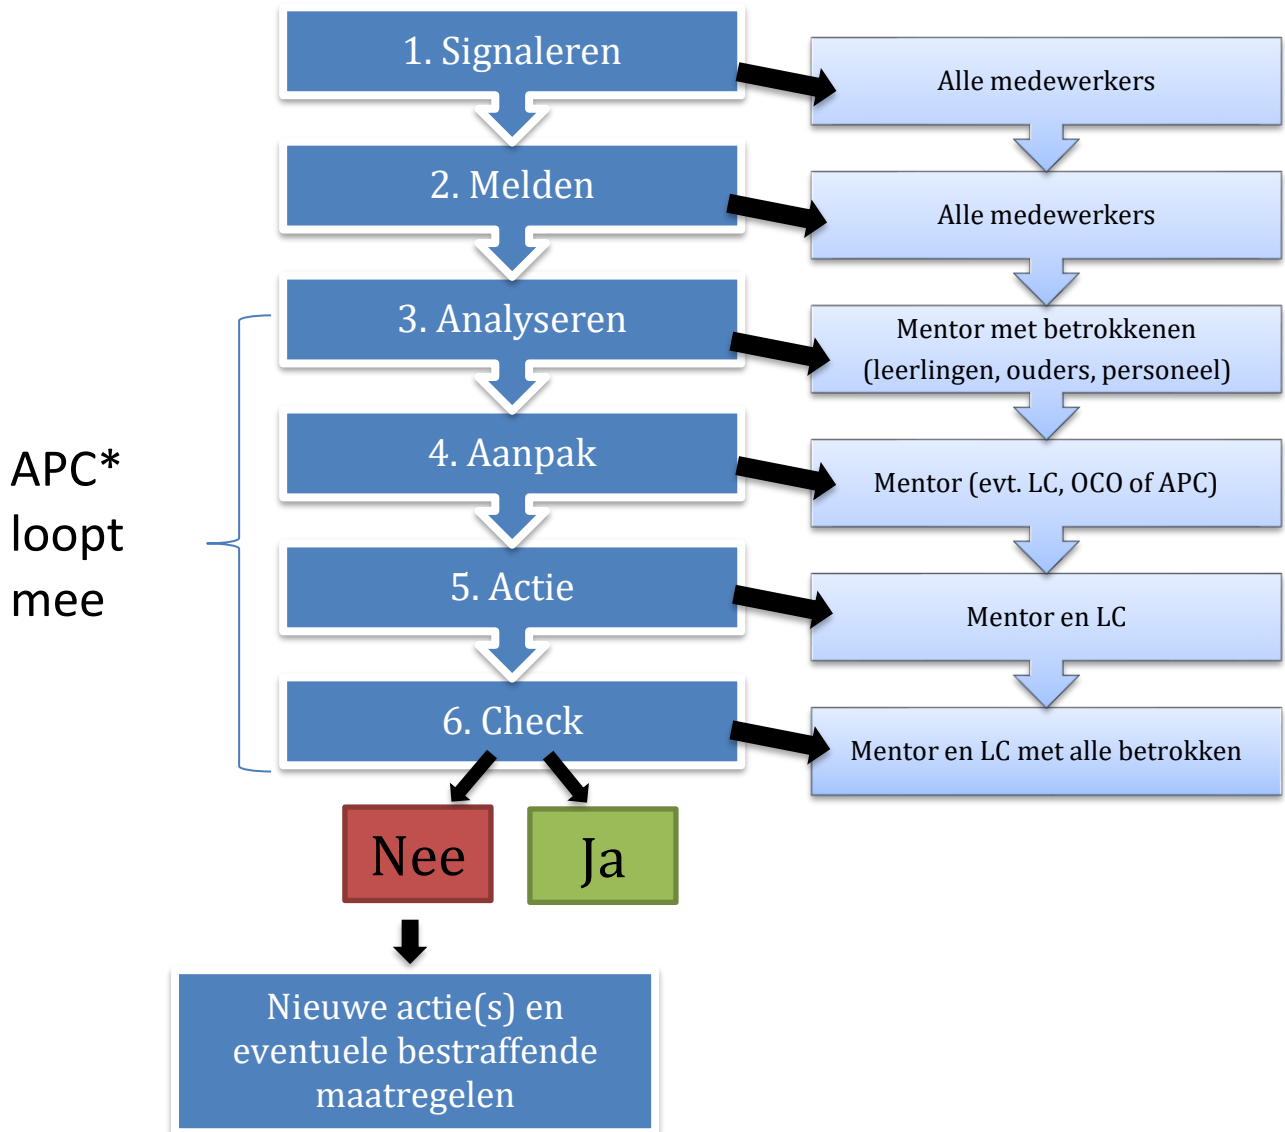 1. Signaleren
Alle medewerkers
2. Melden
Alle medewerkers
3. Analyseren
Mentor met betrokkenen
(leerlingen, ouders, personeel)
APC*
loopt
mee
4. Aanpak
Mentor (evt. LC, OCO of APC)
5. Actie
Mentor en LC
6. Check
Mentor en LC met alle betrokken
Nee
Ja
Nieuwe actie(s) en
eventuele bestraffende
maatregelen